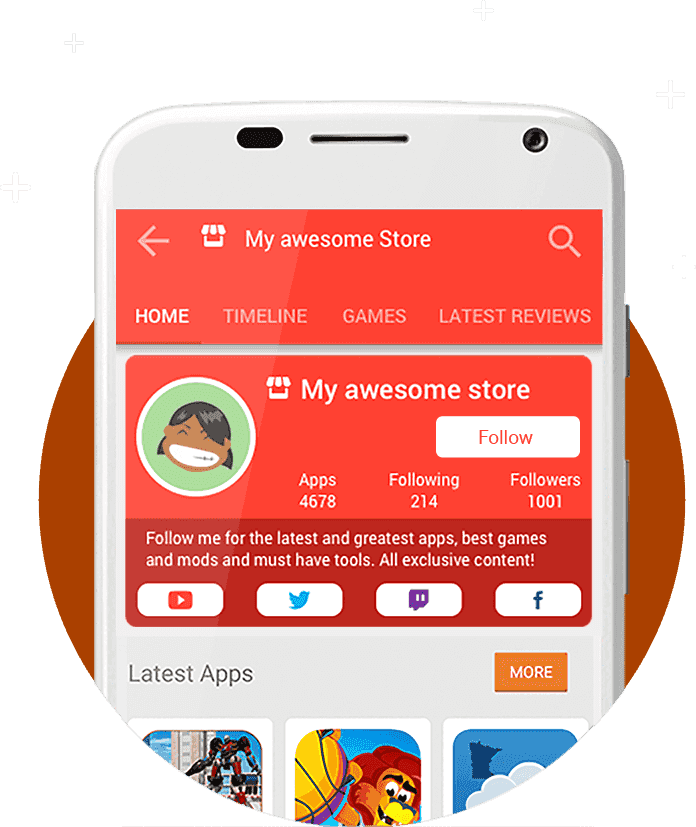 My awesome Store
HOME TIMELINE GAMES LATEST REVIEWS
My awesome store
Follow
Apps Following Followers
4678 214 1001
Follow me for the latest and greatest apps, best games
and mods and must have tools. All exclusive content!
Latest Apps MORE